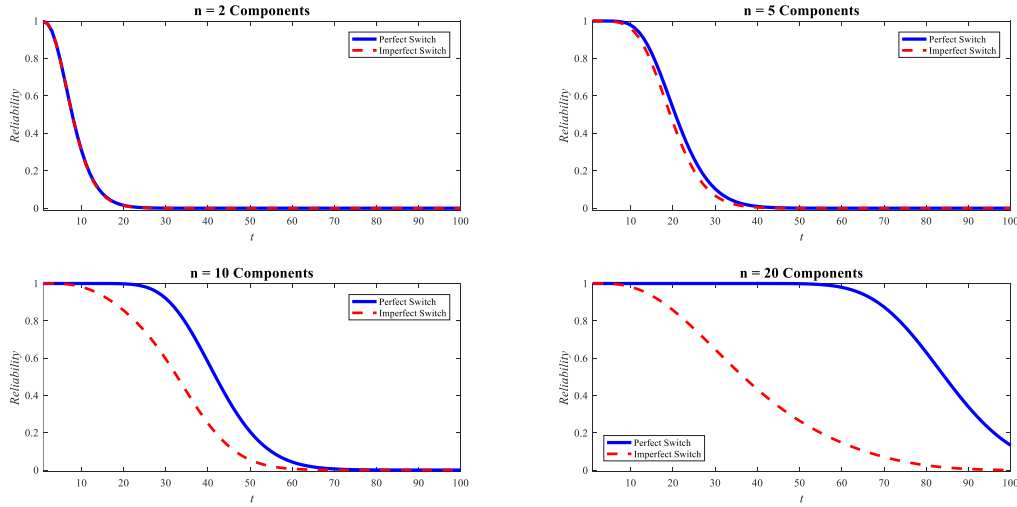 n = 2 Components
Reliability
1
0.8
0.6
0.4
0.2
0
Perfect Switch
Imperfect Switch
10 20 30 40 50 60 70 80 90 100
t
n = 5 Components
Reliability
1
0.8
0.6
0.4
0.2
0
Perfect Switch
Imperfect Switch
10 20 30 40 50 60 70 80 90 100
t
n = 10 Components
Reliability
1
0.8
0.6
0.4
0.2
0
Perfect Switch
Imperfect Switch
10 20 30 40 50 60 70 80 90 100
t
n = 20 Components
Reliability
1
0.8
0.6
0.4
0.2
0
Perfect Switch
Imperfect Switch
10 20 30 40 50 60 70 80 90 100
t